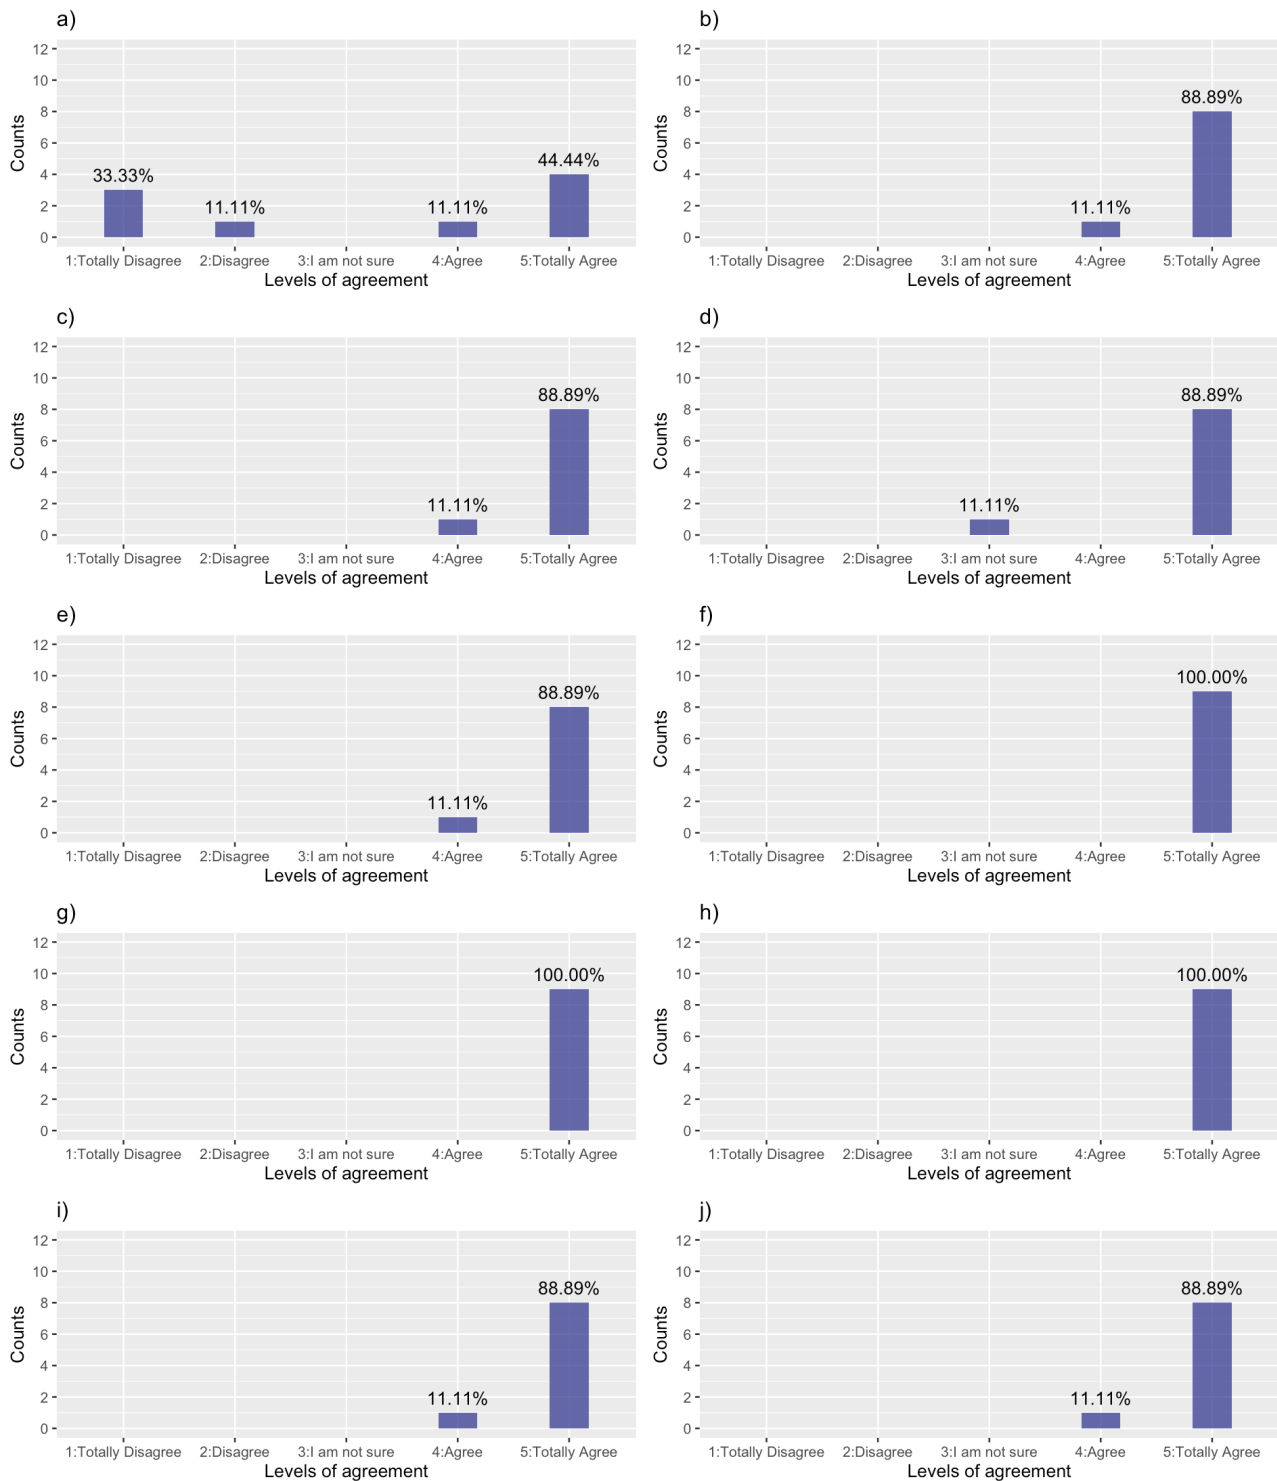 a)
12
10
8
6
4
2
0
Counts
33.33%
11.11%
11.11%
44.44%
1:Totally Disagree 2:Disagree 3:I am not sure 4:Agree 5:Totally Agree
Levels of agreement
b)
12
10
8
6
4
2
0
Counts
11.11%
88.89%
1:Totally Disagree 2:Disagree 3:I am not sure 4:Agree 5:Totally Agree
Levels of agreement
c)
12
10
8
6
4
2
0
Counts
11.11%
88.89%
1:Totally Disagree 2:Disagree 3:I am not sure 4:Agree 5:Totally Agree
Levels of agreement
d)
12
10
8
6
4
2
0
Counts
11.11%
88.89%
1:Totally Disagree 2:Disagree 3:I am not sure 4:Agree 5:Totally Agree
Levels of agreement
e)
12
10
8
6
4
2
0
Counts
11.11%
88.89%
1:Totally Disagree 2:Disagree 3:I am not sure 4:Agree 5:Totally Agree
Levels of agreement
f)
12
10
8
6
4
2
0
Counts
100.00%
1:Totally Disagree 2:Disagree 3:I am not sure 4:Agree 5:Totally Agree
Levels of agreement
g)
12
10
8
6
4
2
0
Counts
100.00%
1:Totally Disagree 2:Disagree 3:I am not sure 4:Agree 5:Totally Agree
Levels of agreement
h)
12
10
8
6
4
2
0
Counts
100.00%
1:Totally Disagree 2:Disagree 3:I am not sure 4:Agree 5:Totally Agree
Levels of agreement
i)
12
10
8
6
4
2
0
Counts
11.11%
88.89%
1:Totally Disagree 2:Disagree 3:I am not sure 4:Agree 5:Totally Agree
Levels of agreement
j)
12
10
8
6
4
2
0
Counts
11.11%
88.89%
1:Totally Disagree 2:Disagree 3:I am not sure 4:Agree 5:Totally Agree
Levels of agreement